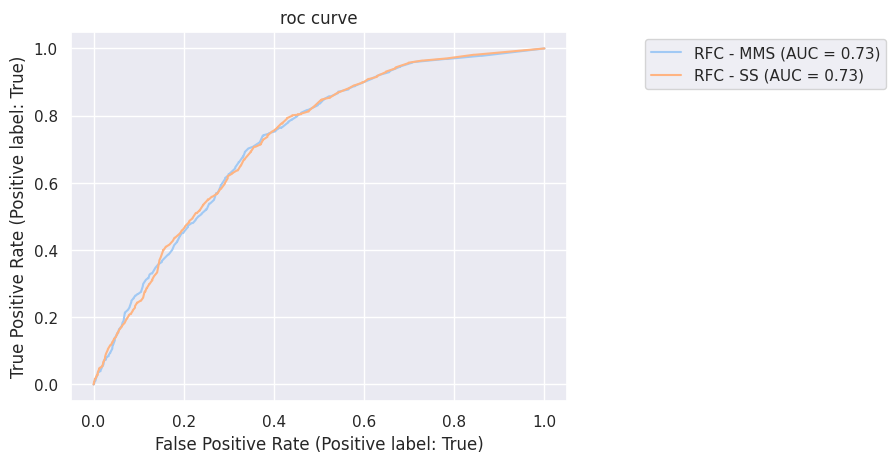 roc curve
RFC - MMS (AUC = 0.73)
RFC - SS (AUC = 0.73)
True Positive Rate (Positive label: True)
1.0
0.8
0.6
0.4
0.2
0.0
0.0 0.2 0.4 0.6 0.8 1.0
False Positive Rate (Positive label: True)